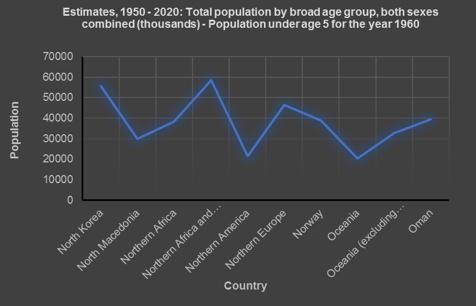 Estimates, 1950 - 2020: Total population by broad age group, both sexes
combined (thousands) - Population under age 5 for the year 1960
70000
60000
50000
40000
30000
20000
10000
0
Population
North Korea
North Macedonia
Northern Africa
Northern Africa and…
Northern America
Northern Europe
Norway
Oceania
Oceania (excluding…
Oman
Country